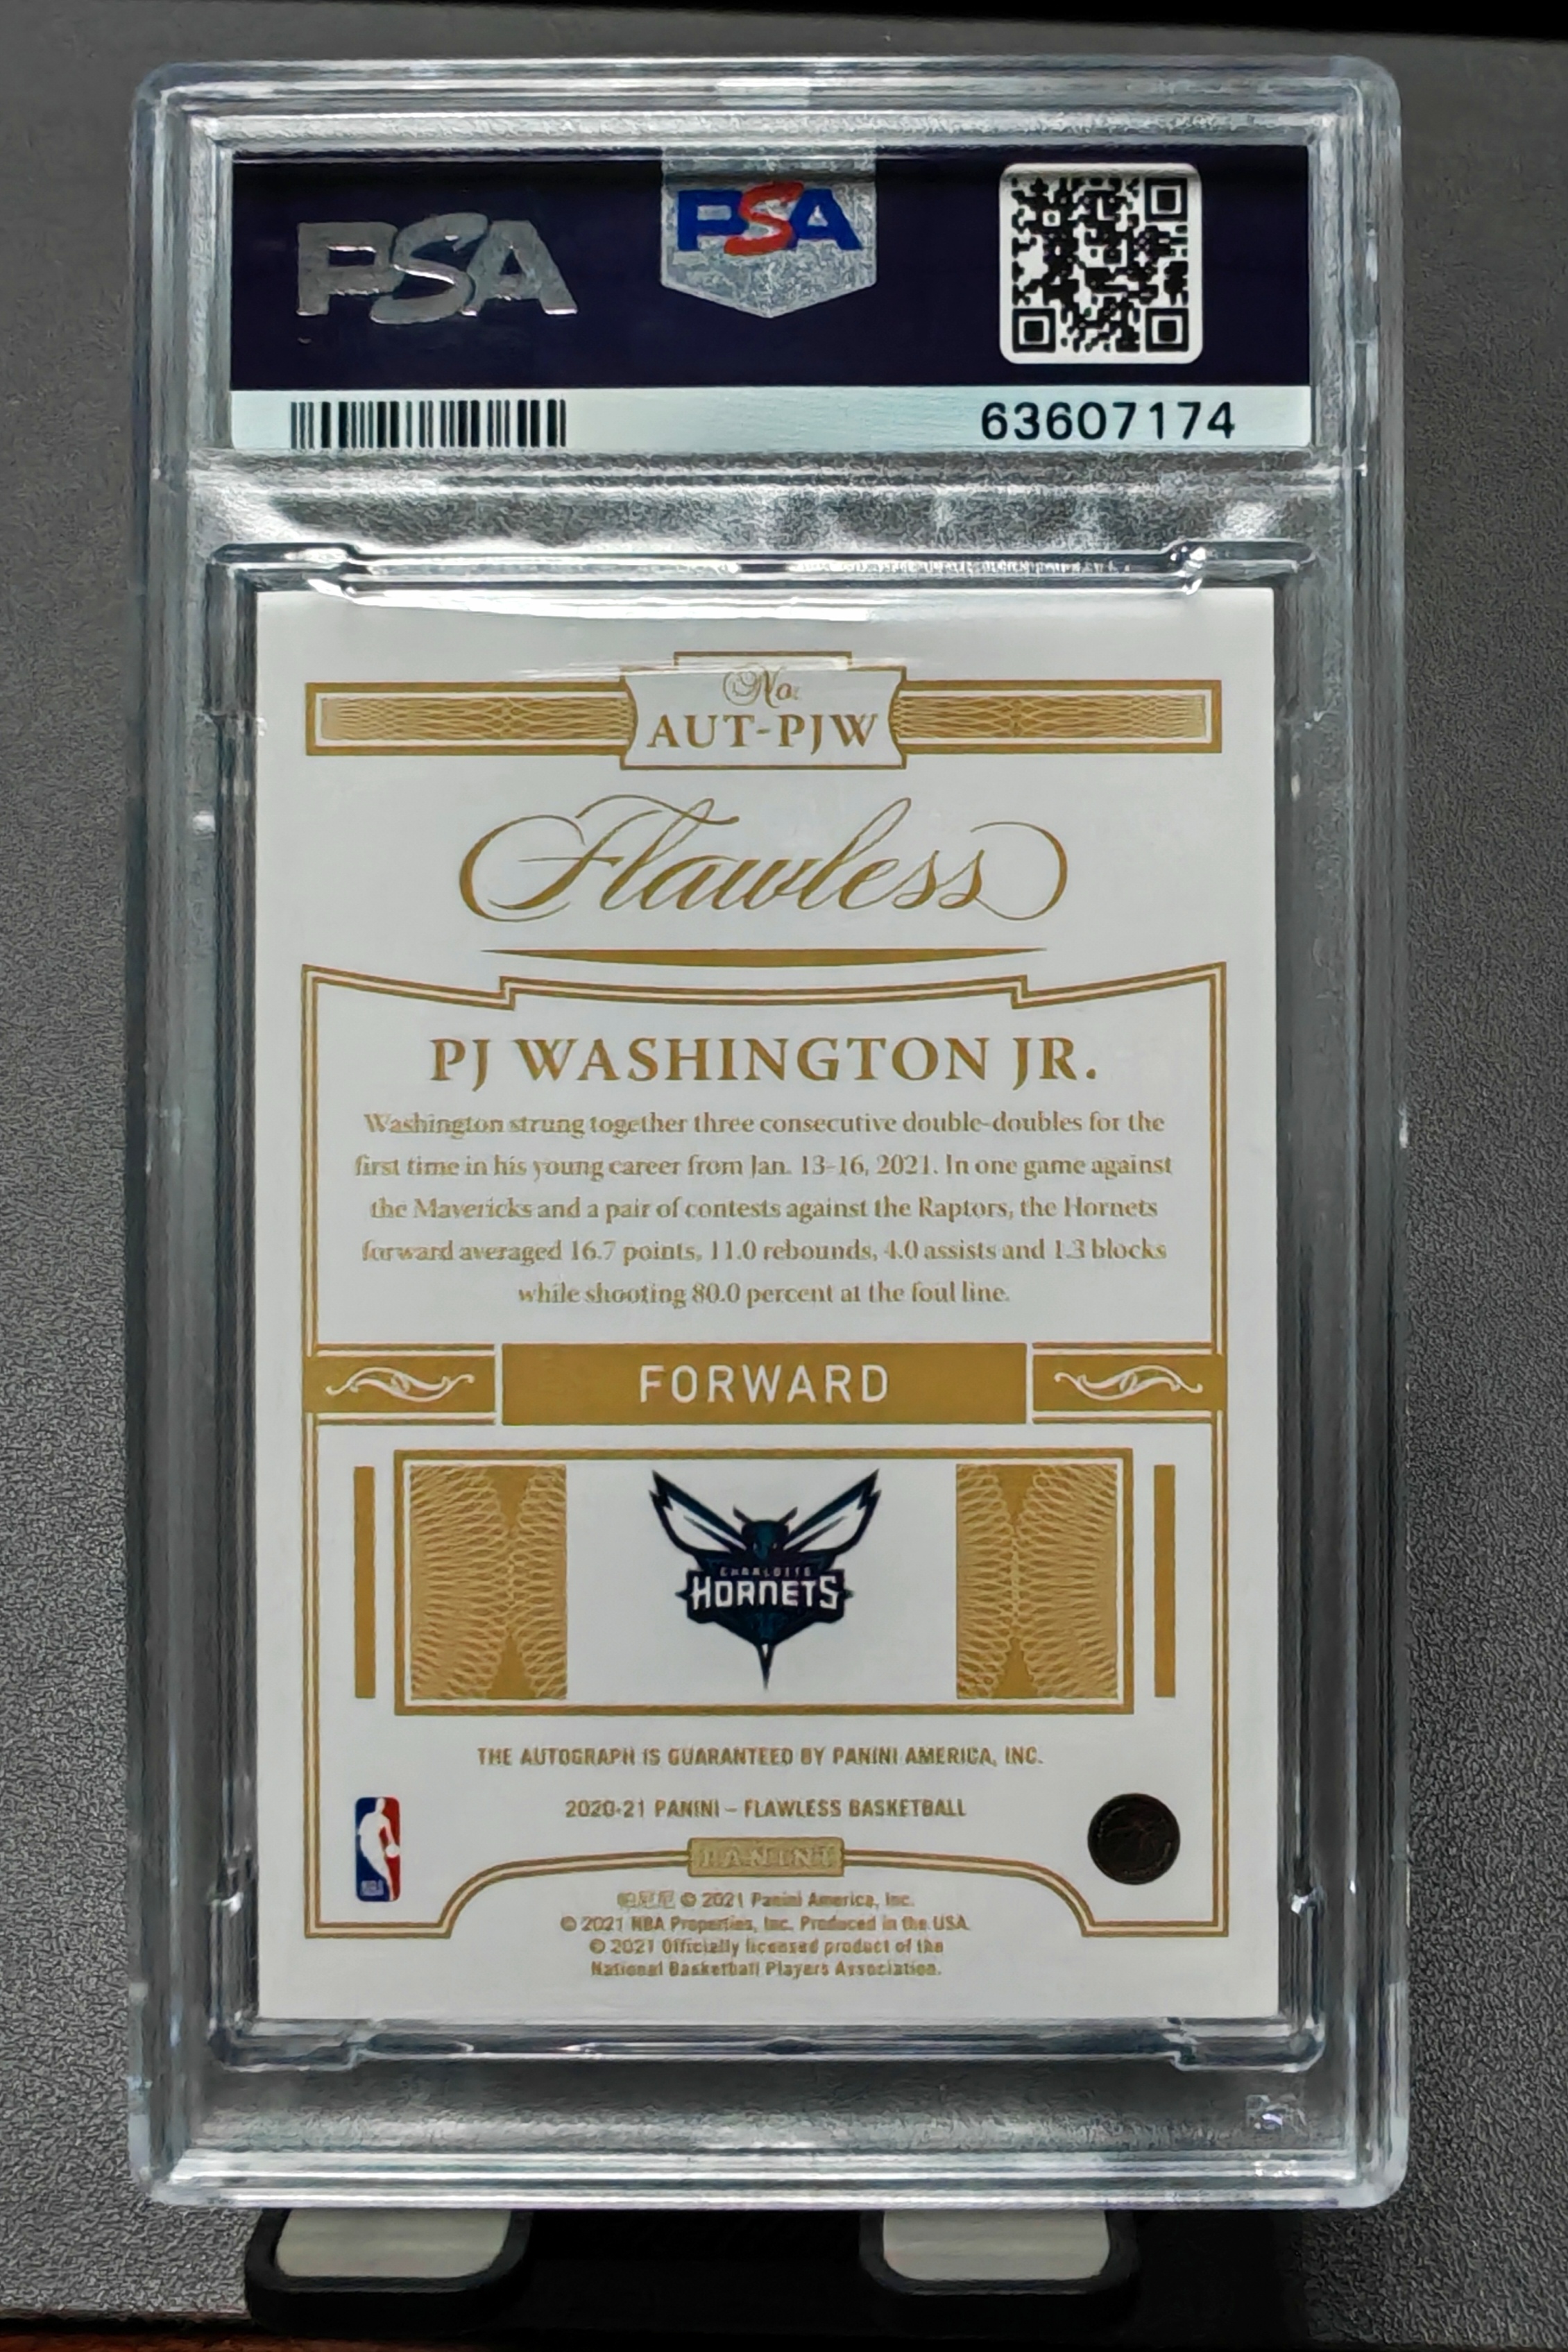 PSA
PSA
63607174
No.
AUT-PJW
Flawless
PJ WASHINGTON JR.
Washington strung together three consecutive double-doubles for the
first time in his young career from Jan. 13-16, 2021. In one game against
the Mavericks and a pair of contests against the Raptors, the Hornets
forward averaged 16.7 points, 11.0 rebounds, 4.0 assists and 1.3 blocks
while shooting 80.0 percent at the foul line.
FORWARD
CHARLOTTE
HORNETS
THE AUTOGRAPH IS GUARANTEED BY PANINI AMERICA, INC.
2020-21 PANINI – FLAWLESS BASKETBALL
PANINI
NBA
帕尼尼 © 2021 Panini America, Inc.
© 2021 NBA Properties, Inc. Produced in the USA.
© 2021 Officially licensed product of the
National Basketball Players Association.